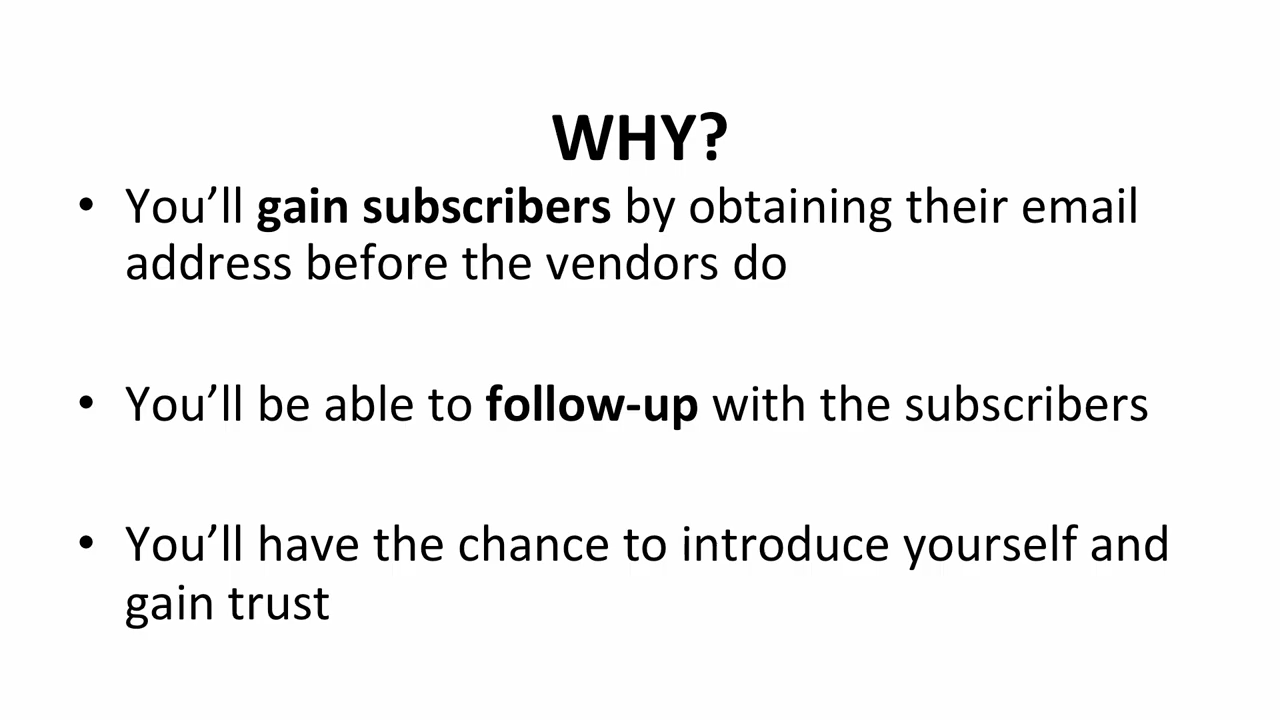 WHY?
• You’ll gain subscribers by obtaining their email
address before the vendors do
• You’ll be able to follow-up with the subscribers
• You’ll have the chance to introduce yourself and
gain trust